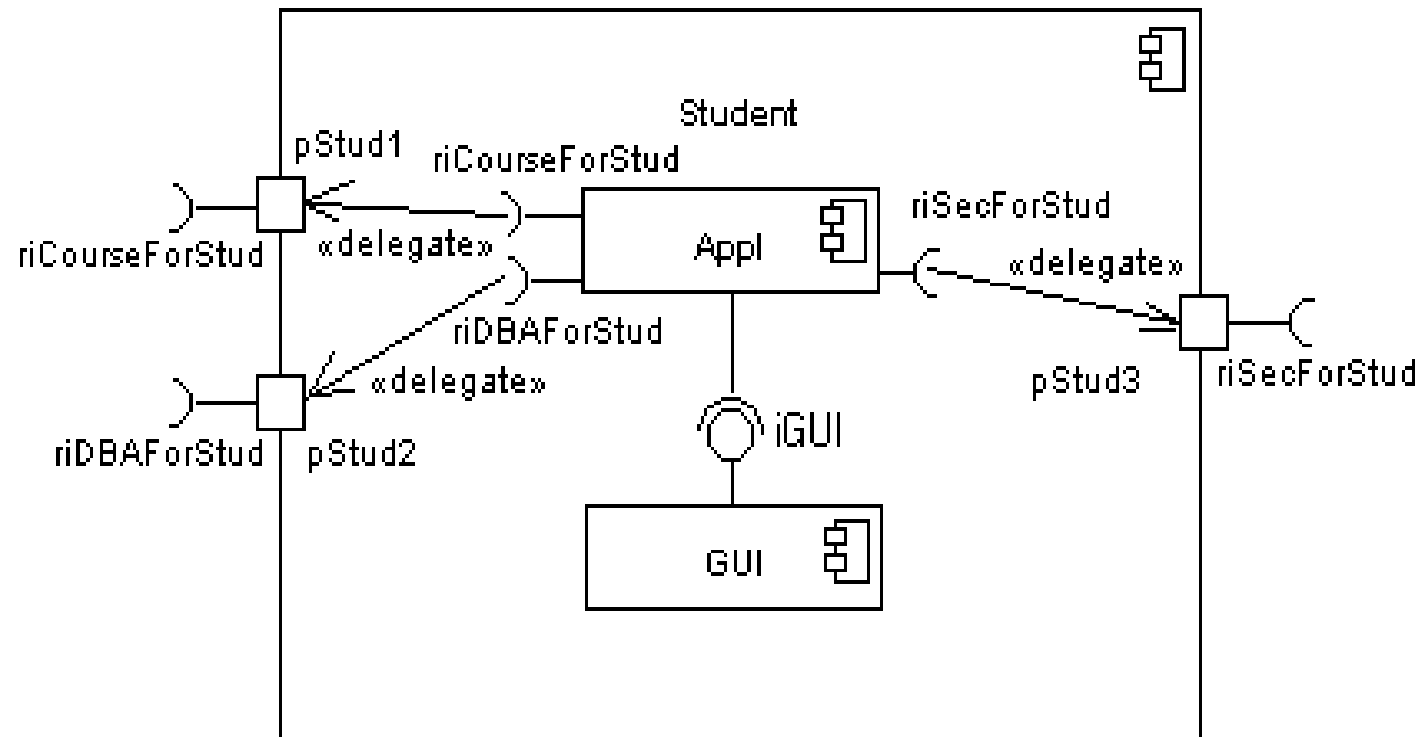 Student
pStud1
riCourseForStud
riSecForStud
Appl
riCourseForStud
«delegate»
«delegate»
riDBAForStud
riSecForStud
pStud3
«delegate»
iGUI
riDBAForStud
pStud2
GUI